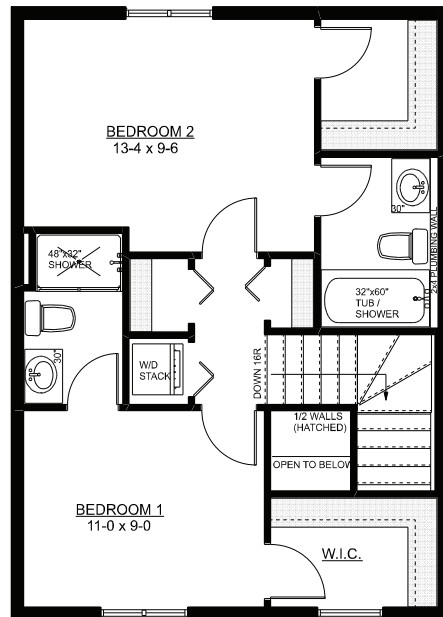 BEDROOM 2
13-4 x 9-6
30"
2x4 PLUMBING WALL
48"x32"
SHOWER
32"x60"
TUB /
SHOWER
30"
W/D
STACK
DOWN 16R
1/2 WALLS
(HATCHED)
OPEN TO BELOW
BEDROOM 1
11-0 x 9-0
W.I.C.